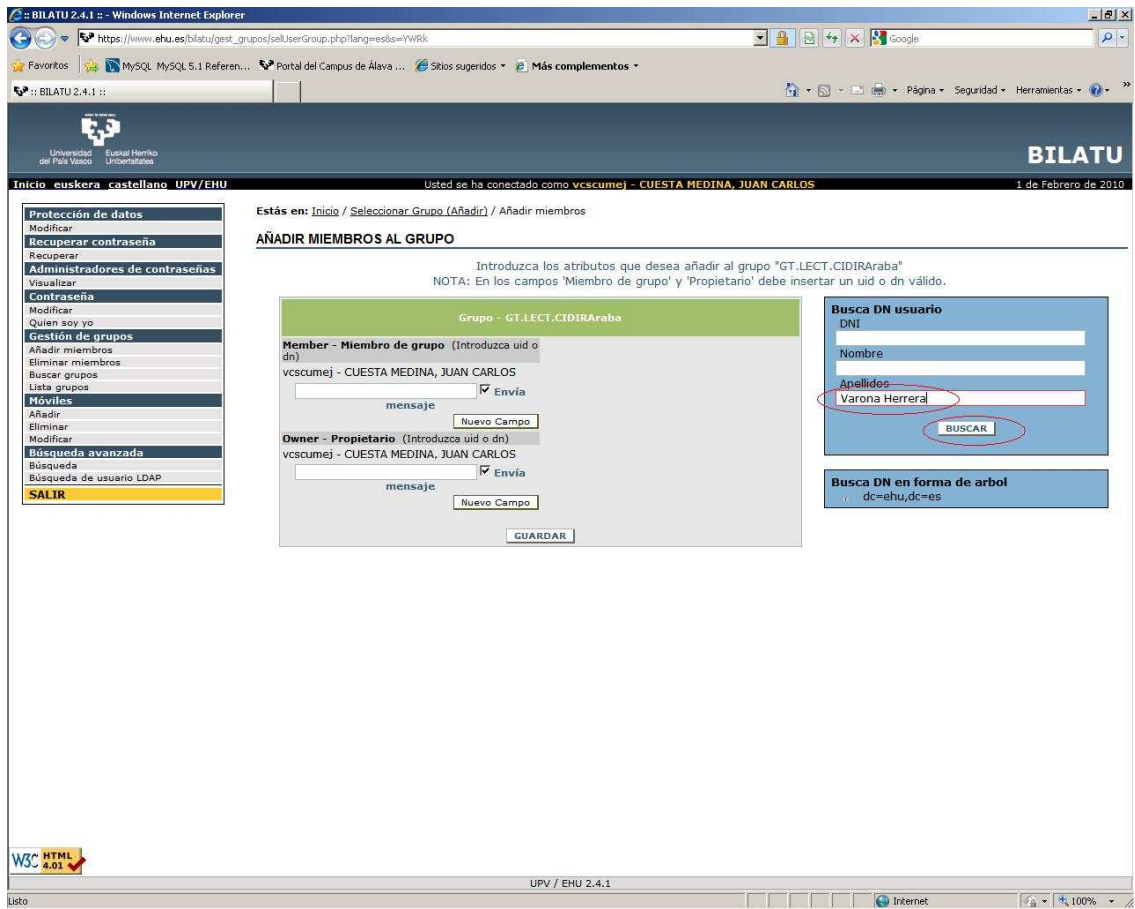 :: BILATU 2.4.1 :: - Windows Internet Explorer
https://www.ehu.es/bilatu/gest_grupos/selUserGroup.php?lang=es&s=YWRk
Google
Favoritos MySQL MySQL 5.1 Referen... Portal del Campus de Álava ... Sitios sugeridos Más complementos
:: BILATU 2.4.1 ::
Página Seguridad Herramientas »
Universidad del País Vasco
Euskal Herriko Unibertsitatea
BILATU
Inicio euskera castellano UPV/EHU
Usted se ha conectado como vcscumej - CUESTA MEDINA, JUAN CARLOS
1 de Febrero de 2010
Protección de datos
Modificar
Recuperar contraseña
Recuperar
Administradores de contraseñas
Visualizar
Contraseña
Modificar
Quien soy yo
Gestión de grupos
Añadir miembros
Eliminar miembros
Buscar grupos
Lista grupos
Móviles
Añadir
Eliminar
Modificar
Búsqueda avanzada
Búsqueda
Búsqueda de usuario LDAP
SALIR
Estás en: Inicio / Seleccionar Grupo (Añadir) / Añadir miembros
AÑADIR MIEMBROS AL GRUPO
Introduzca los atributos que desea añadir al grupo "GT.LECT.CIDIRAraba"
NOTA: En los campos 'Miembro de grupo' y 'Propietario' debe insertar un uid o dn válido.
Grupo - GT.LECT.CIDIRAraba
Member - Miembro de grupo (Introduzca uid o
dn)
vcscumej - CUESTA MEDINA, JUAN CARLOS
Envía
mensaje
Nuevo Campo
Owner - Propietario (Introduzca uid o dn)
vcscumej - CUESTA MEDINA, JUAN CARLOS
Envía
mensaje
Nuevo Campo
GUARDAR
Busca DN usuario
DNI
Nombre
Apellidos
Varona Herrera
BUSCAR
Busca DN en forma de arbol
dc=ehu,dc=es
W3C HTML 4.01
UPV / EHU 2.4.1
Listo
Internet
100%